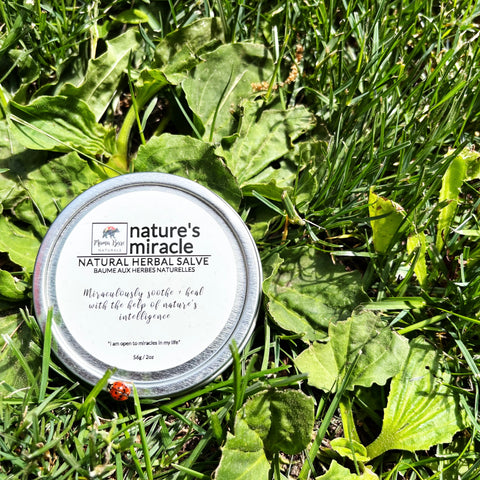 Mama Bear
NATURALS
nature's
miracle
NATURAL HERBAL SALVE
BAUME AUX HERBES NATURELLES
Miraculously soothe + heal
with the help of nature's
intelligence
"I am open to miracles in my life"
56g / 2oz